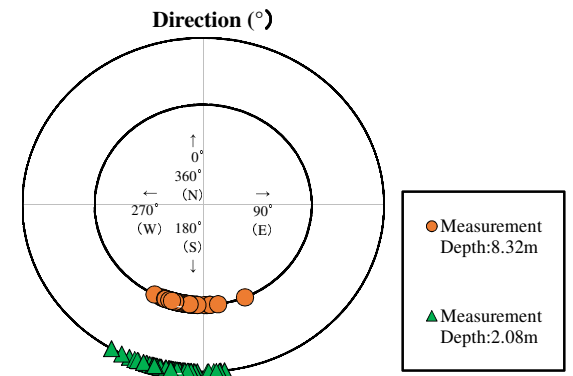 Direction (°)
↑
0°
360°
(N)
← →
270° 90°
(W) 180° (E)
(S)
↓
Measurement
Depth:8.32m
Measurement
Depth:2.08m